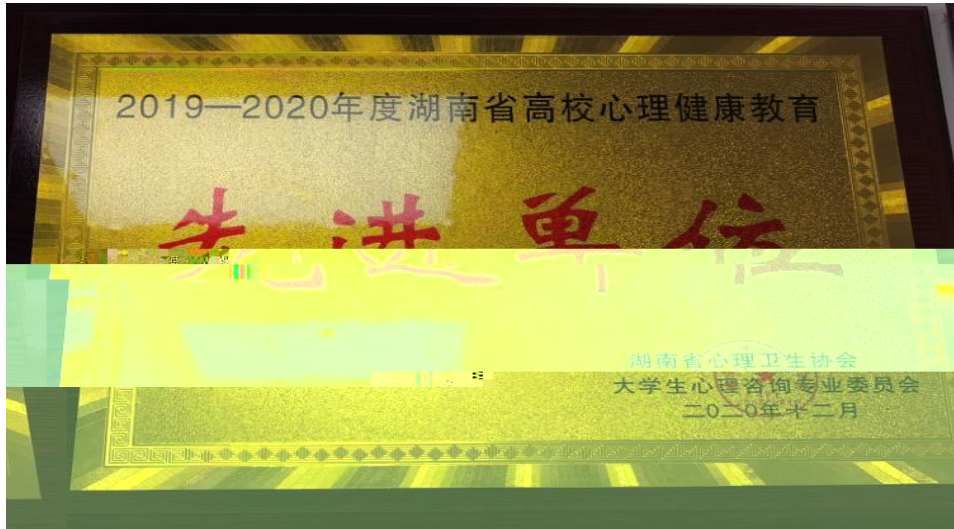 2019—2020年度湖南省高校心理健康教育
先进单位
湖南省心理卫生协会
大学生心理咨询专业委员会
二〇二〇年十二月